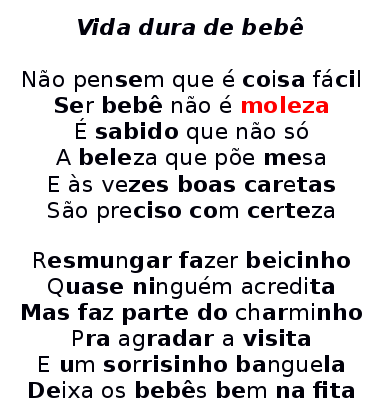 Vida dura de bebê
Não pensem que é coisa fácil
Ser bebê não é moleza
É sabido que não só
A beleza que põe mesa
E às vezes boas caretas
São preciso com certeza
Resmungar fazer beicinho
Quase ninguém acredita
Mas faz parte do charminho
Pra agradar a visita
E um sorrisinho banguela
Deixa os bebês bem na fita